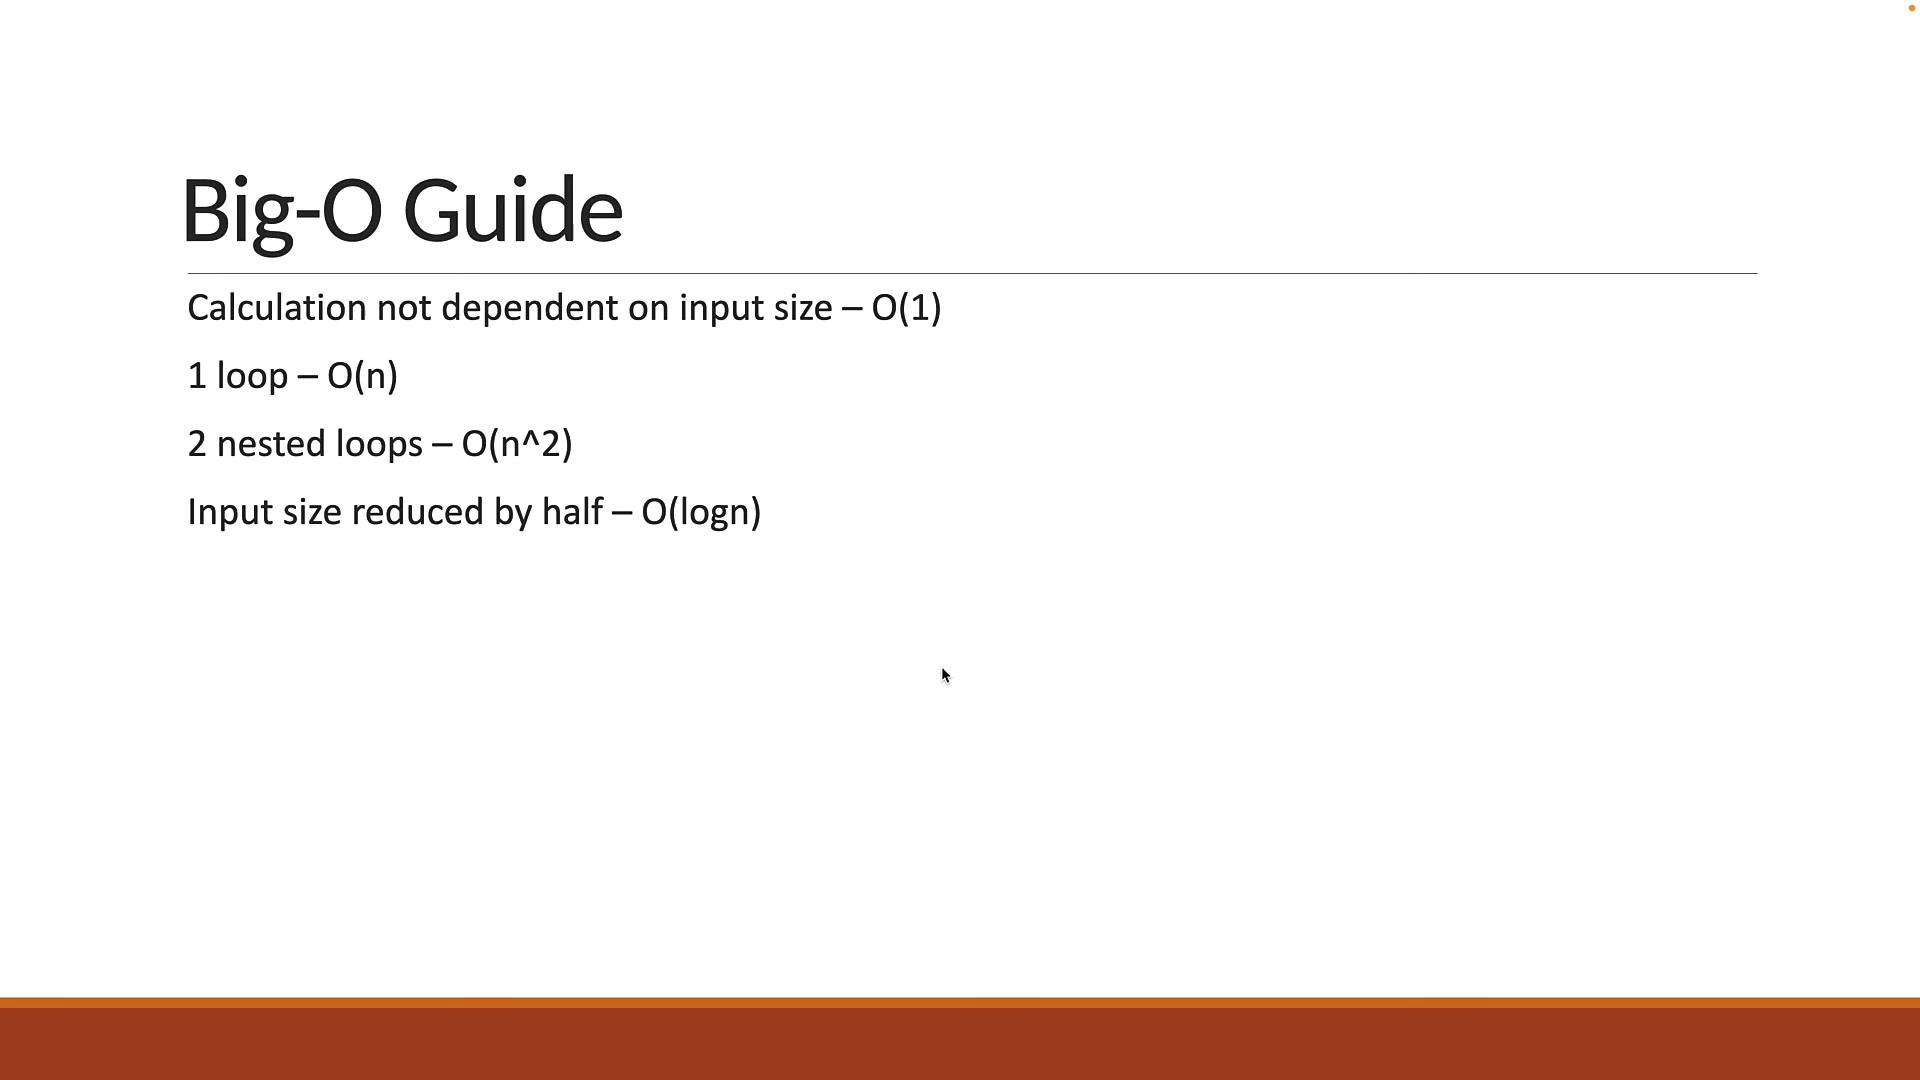 Big-O Guide
Calculation not dependent on input size – O(1)
1 loop – O(n)
2 nested loops – O(n^2)
Input size reduced by half – O(logn)